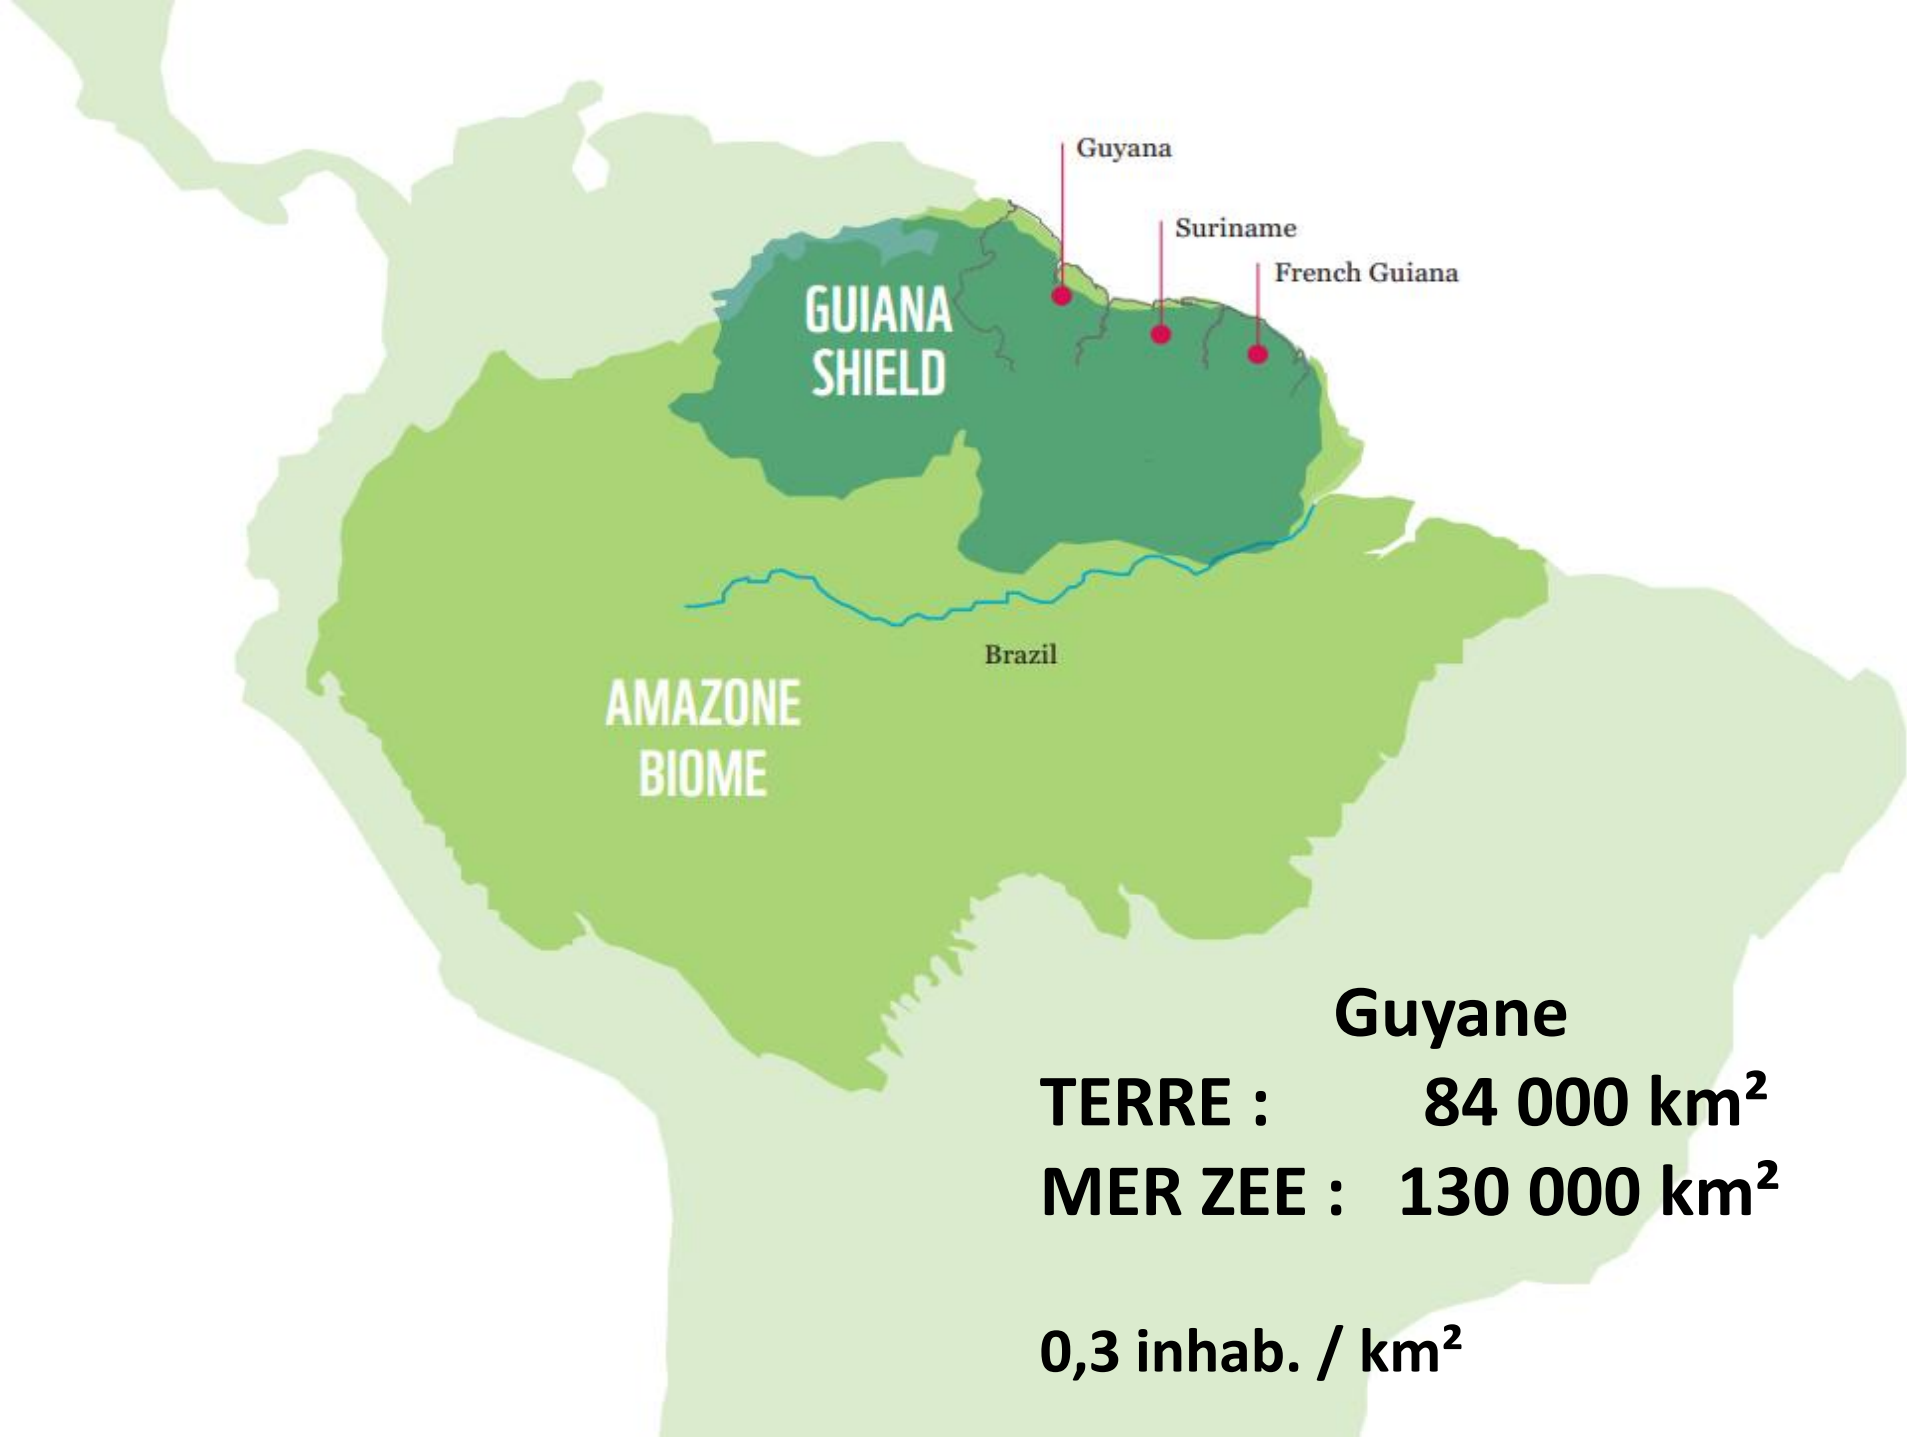 Guyana
Suriname
French Guiana
GUIANA
SHIELD
Brazil
AMAZONE
BIOME
Guyane
TERRE : 84 000 km²
MER ZEE : 130 000 km²
0,3 inhab. / km²